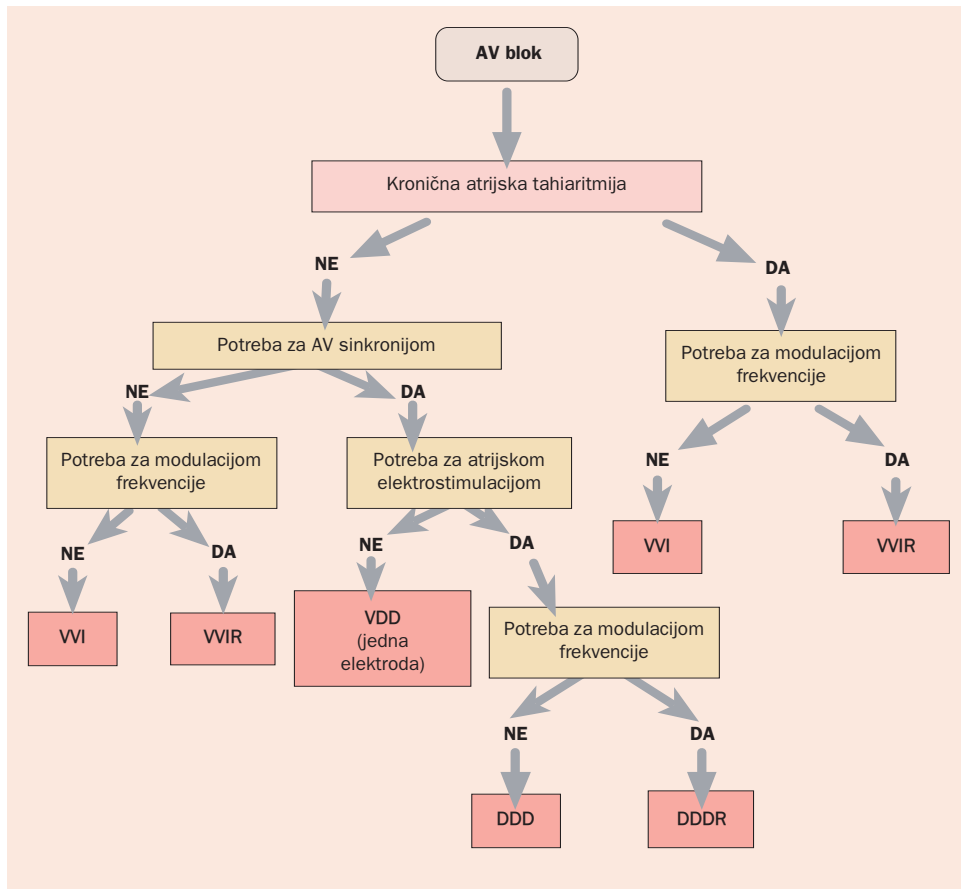 AV blok
Kronična atrijska tahiaritmija
NE
DA
Potreba za AV sinkronijom
Potreba za modulacijom
frekvencije
NE
DA
Potreba za modulacijom
frekvencije
Potreba za atrijskom
elektrostimulacijom
NE
DA
VVI
VVIR
NE
DA
NE
DA
VVI
VVIR
VDD
(jedna
elektroda)
Potreba za modulacijom
frekvencije
NE
DA
DDD
DDDR